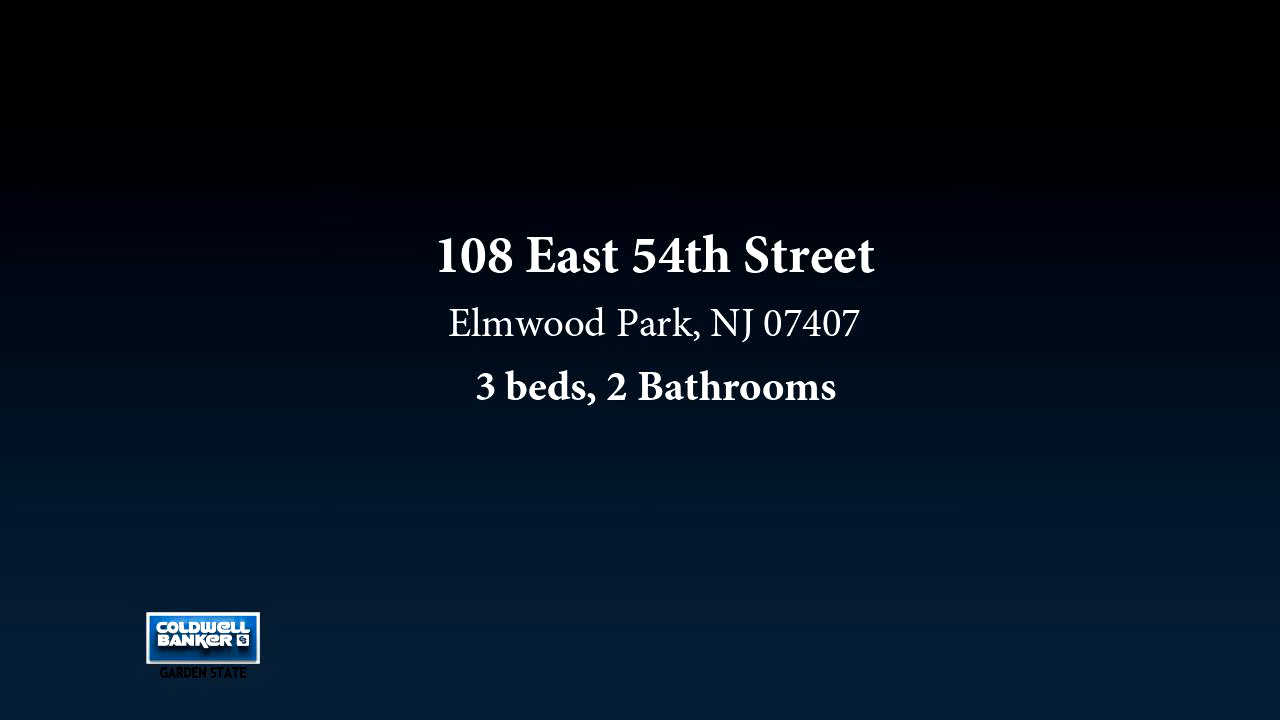 108 East 54th Street
Elmwood Park, NJ 07407
3 beds, 2 Bathrooms
COLDWELL
BANKER
GARDEN STATE